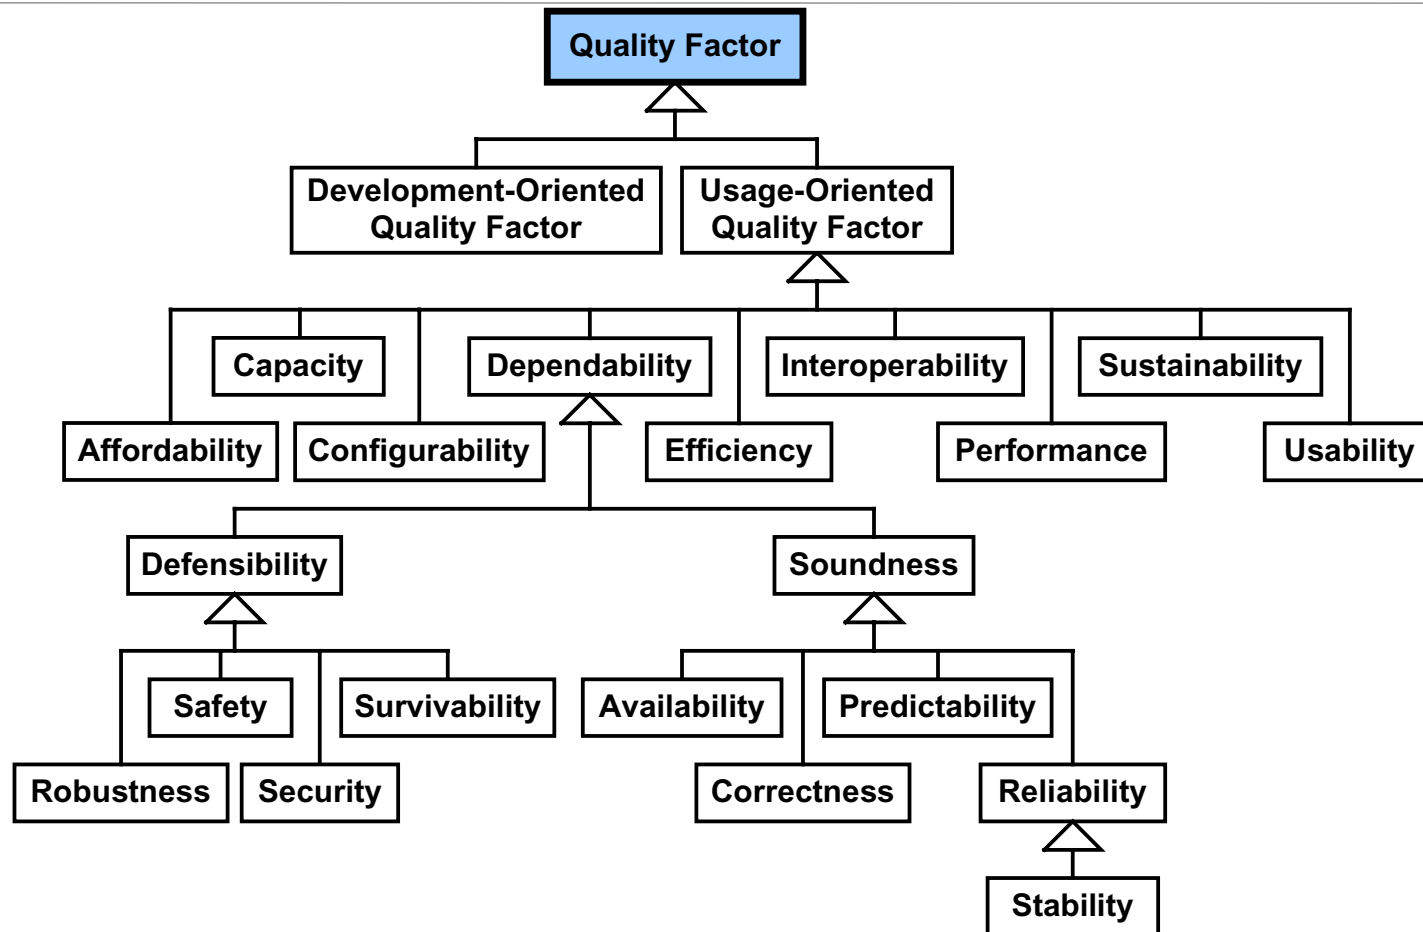 Quality Factor
Development-Oriented
Quality Factor
Usage-Oriented
Quality Factor
Capacity
Dependability
Interoperability
Sustainability
Affordability
Configurability
Efficiency
Performance
Usability
Defensibility
Soundness
Safety
Survivability
Availability
Predictability
Robustness
Security
Correctness
Reliability
Stability